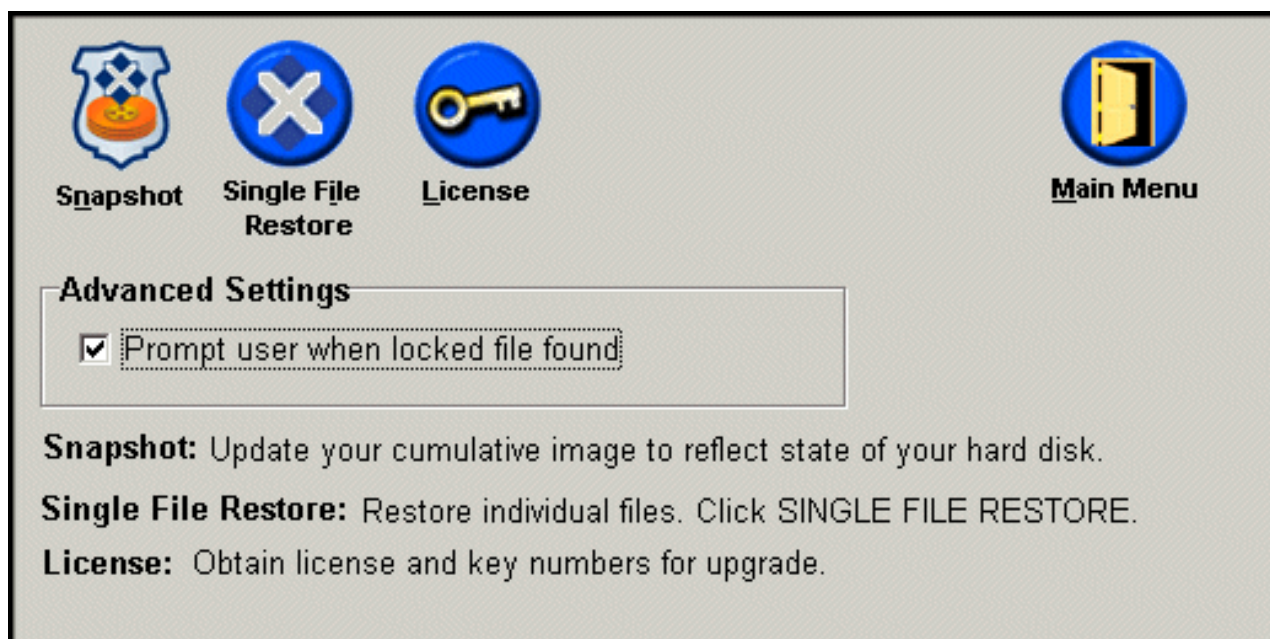 Snapshot
Single File
Restore
License
Main Menu
Advanced Settings
Prompt user when locked file found
Snapshot: Update your cumulative image to reflect state of your hard disk.
Single File Restore: Restore individual files. Click SINGLE FILE RESTORE.
License: Obtain license and key numbers for upgrade.